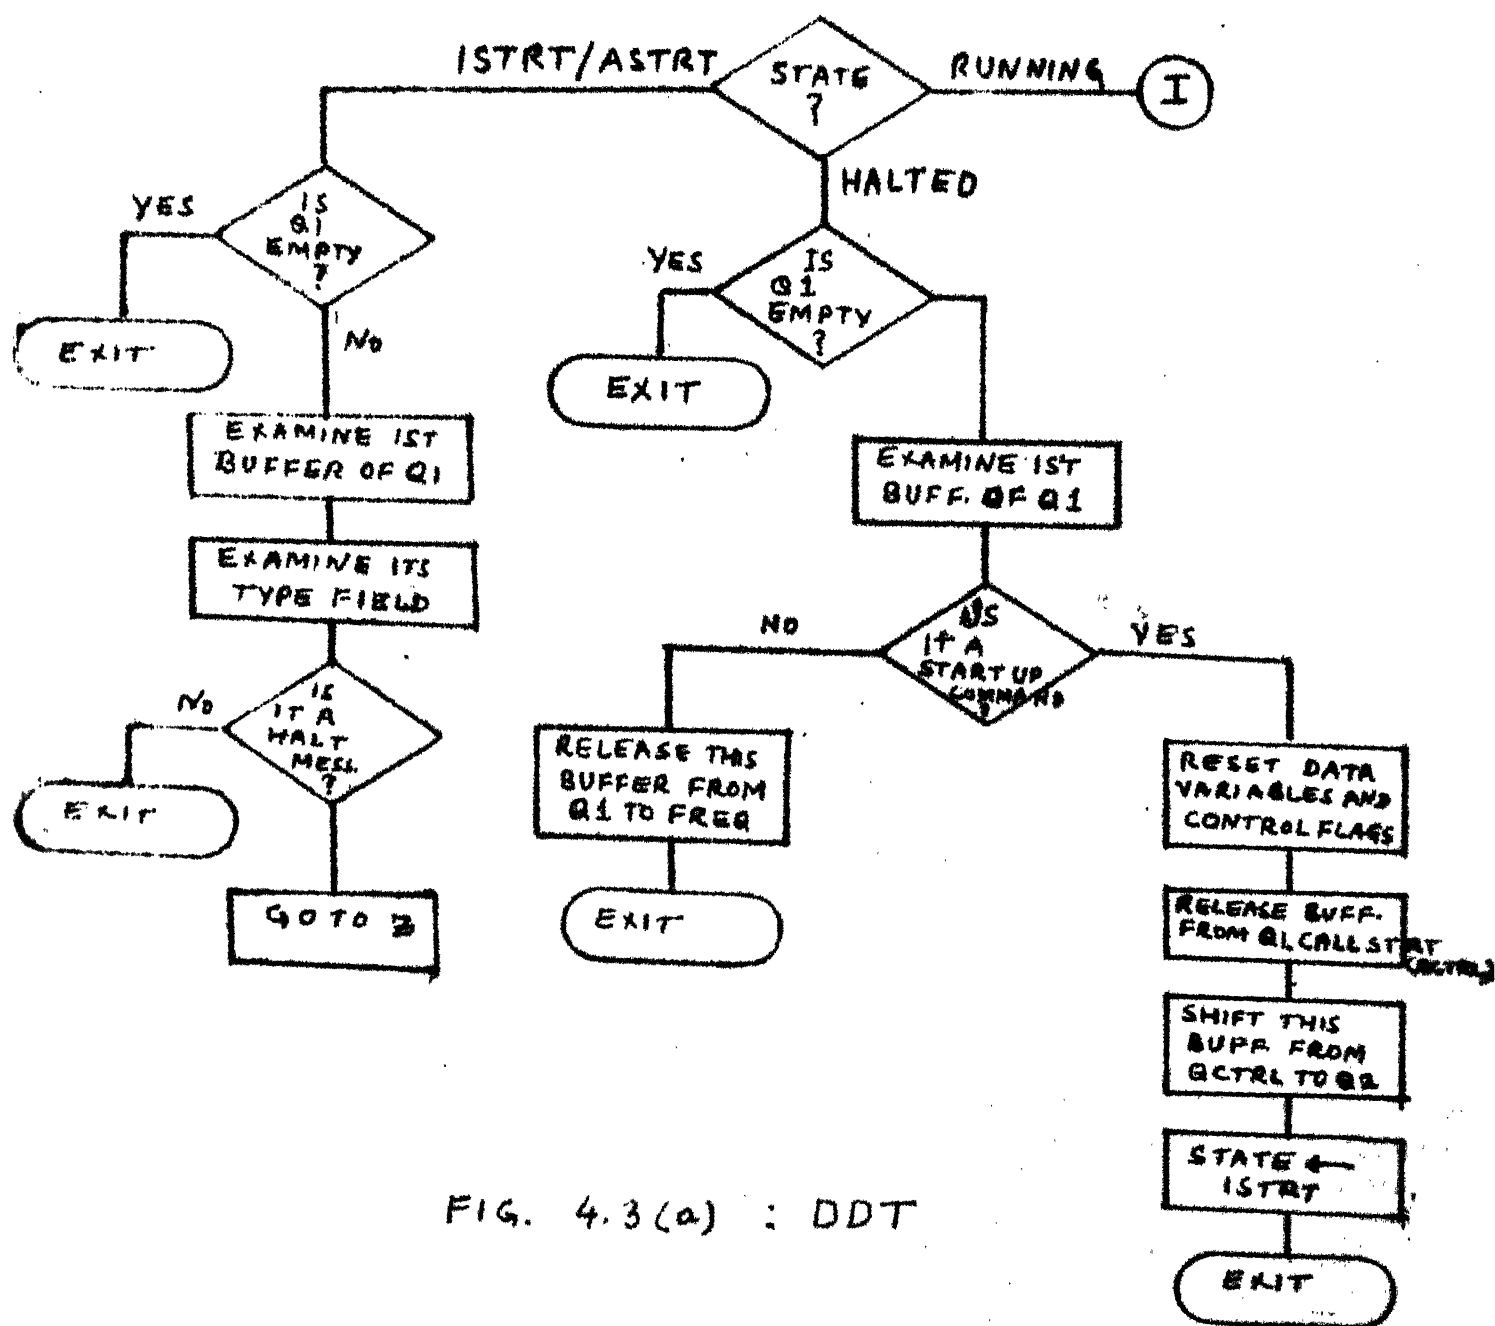 ISTRT/ASTRT
STATE
?
RUNNING
I
HALTED
YES
IS
Q1
EMPTY
?
EXIT
NO
EXAMINE 1ST
BUFFER OF Q1
EXAMINE ITS
TYPE FIELD
NO
IS
IT A
HALT
MESS.
?
EXIT
GO TO
YES
IS
Q1
EMPTY
?
EXIT
EXAMINE 1ST
BUFF. OF Q1
NO
IS
IT A
START UP
COMMAND
?
YES
RELEASE THIS
BUFFER FROM
Q1 TO FREQ
EXIT
RESET DATA
VARIABLES AND
CONTROL FLAGS
RELEASE BUFF.
FROM Q1, CALL STRT
SHIFT THIS
BUFF FROM
QCTRL TO Q2
STATE ←
ISTRT
EXIT
FIG. 4.3(a) : DDT